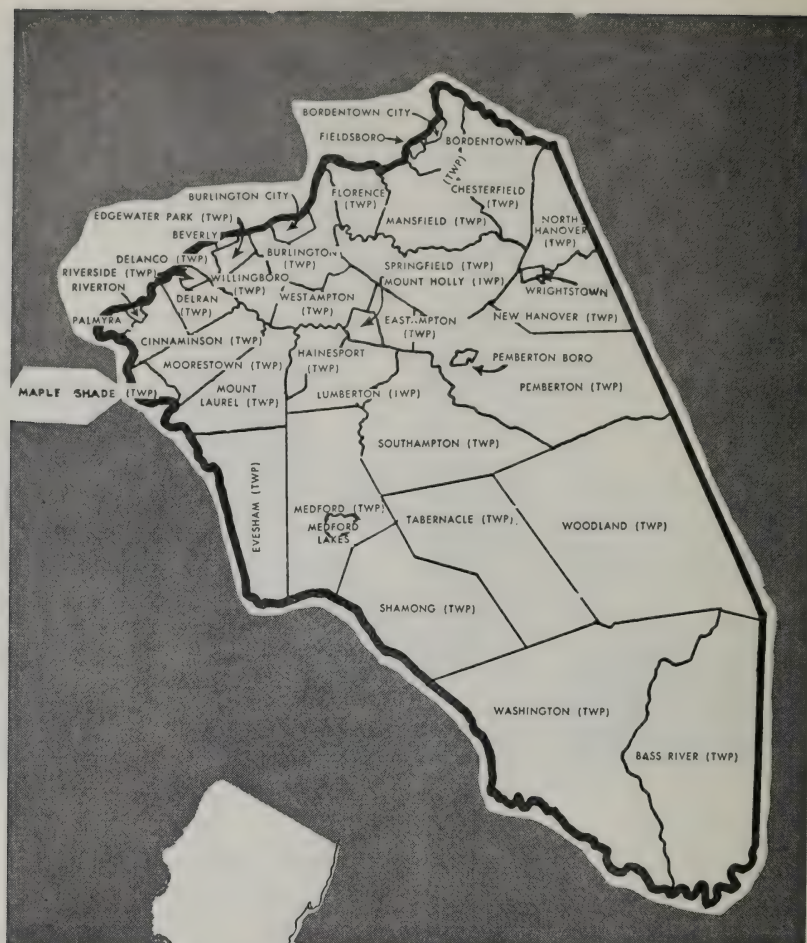 BORDENTOWN CITY
FIELDSBORO
BORDENTOWN
(TWP)
BURLINGTON CITY
FLORENCE
(TWP)
CHESTERFIELD
(TWP)
EDGEWATER PARK (TWP)
MANSFIELD (TWP)
NORTH
HANOVER
(TWP)
BEVERLY
BURLINGTON
(TWP)
DELANCO (TWP)
SPRINGFIELD (TWP)
RIVERSIDE (TWP)
WILLINGBORO
(TWP)
MOUNT HOLLY (TWP)
RIVERTON
DELRAN
(TWP)
WESTAMPTON
(TWP)
WRIGHTSTOWN
PALMYRA
EASTAMPTON
(TWP)
NEW HANOVER (TWP)
CINNAMINSON (TWP)
HAINESPORT
(TWP)
PEMBERTON BORO
MOORESTOWN (TWP)
MAPLE SHADE (TWP)
MOUNT
LAUREL (TWP)
LUMBERTON (TWP)
PEMBERTON (TWP)
SOUTHAMPTON (TWP)
EVESHAM (TWP)
MEDFORD (TWP)
MEDFORD
LAKES
TABERNACLE (TWP)
WOODLAND (TWP)
SHAMONG (TWP)
WASHINGTON (TWP)
BASS RIVER (TWP)